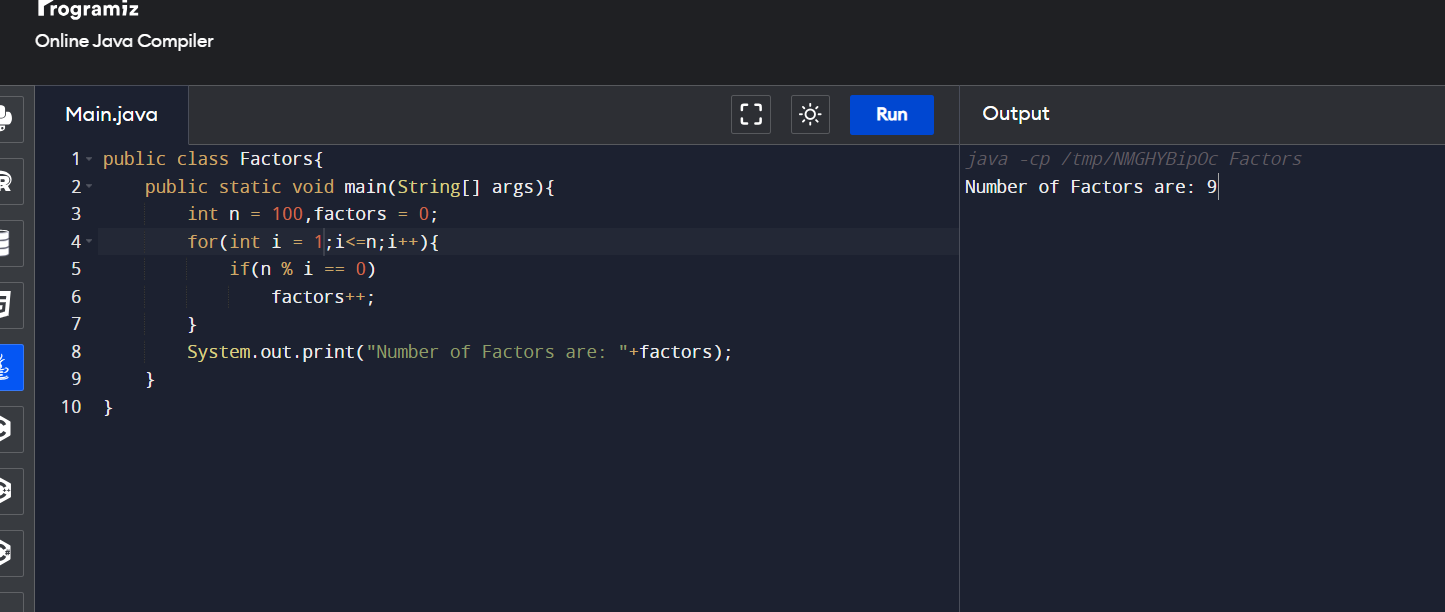 Programiz
Online Java Compiler
Main.java
Run
Output
1 public class Factors{
2     public static void main(String[] args){
3         int n = 100,factors = 0;
4         for(int i = 1;i<=n;i++){
5             if(n % i == 0)
6                 factors++;
7         }
8         System.out.print("Number of Factors are: "+factors);
9     }
10 }
java -cp /tmp/NMGHYBipOc Factors
Number of Factors are: 9